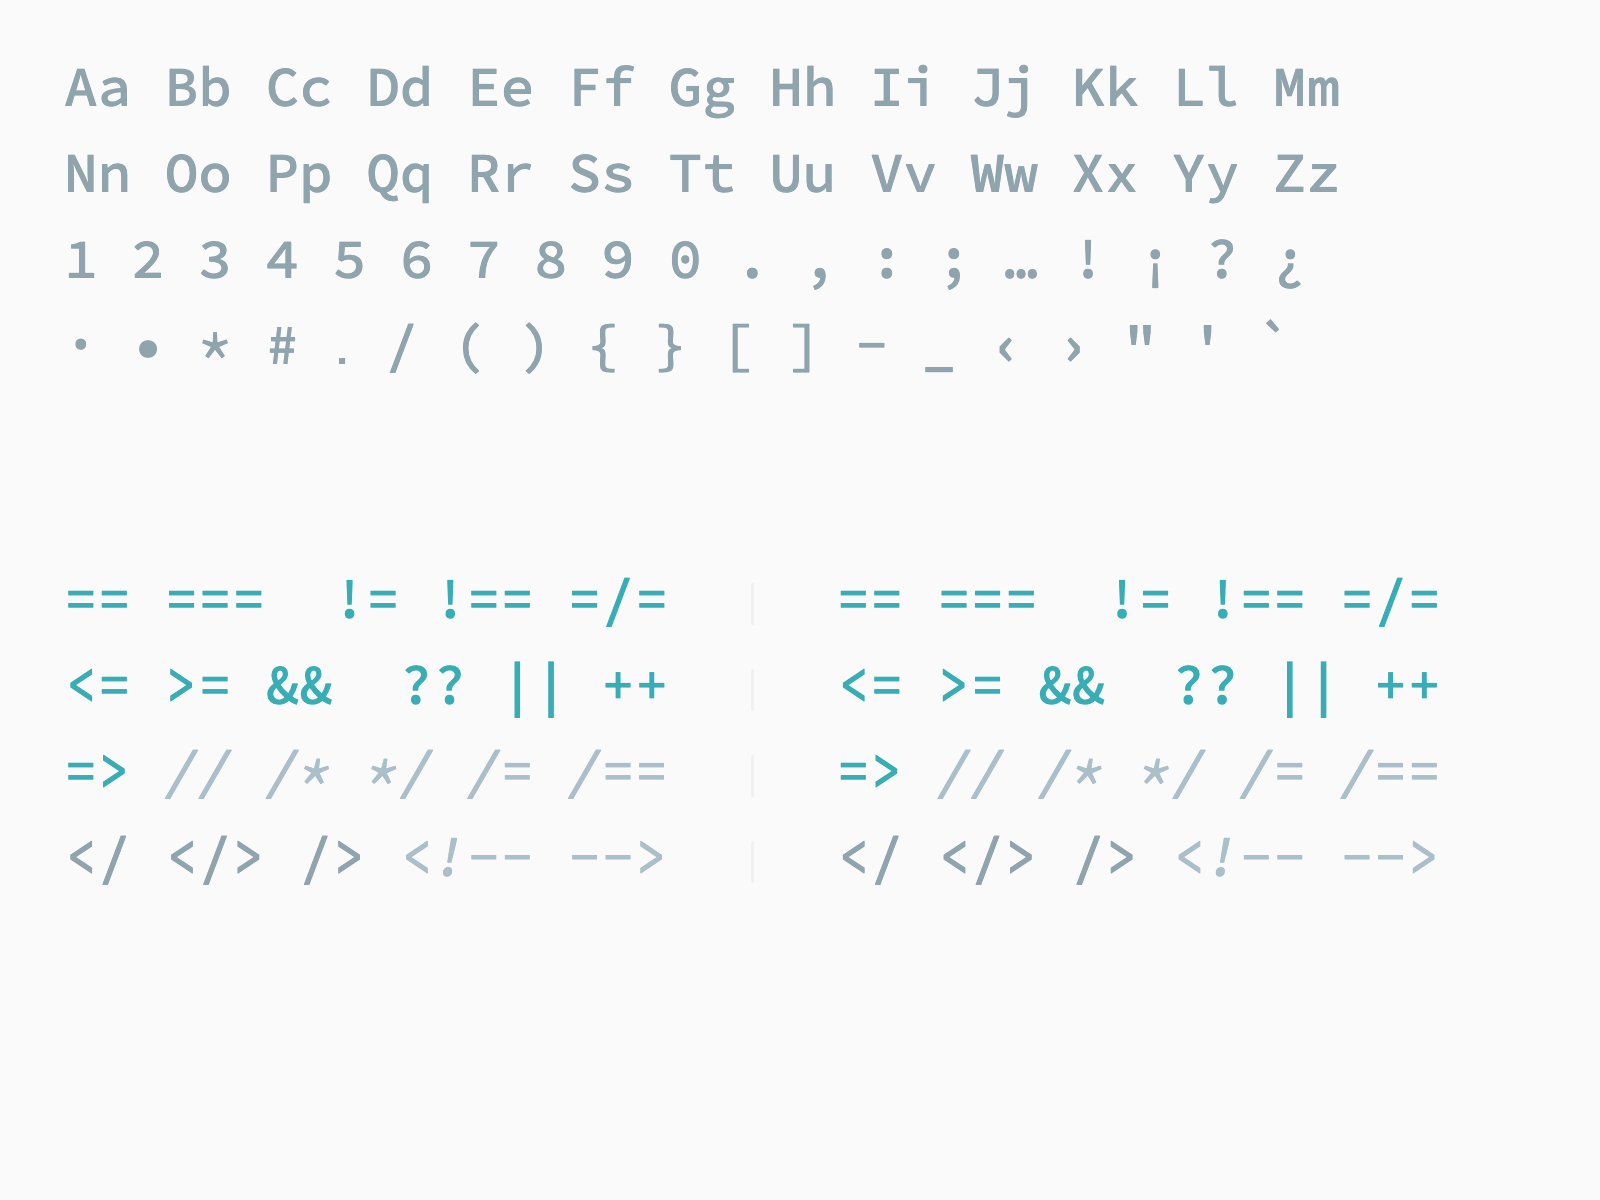 Aa Bb Cc Dd Ee Ff Gg Hh Ii Jj Kk Ll Mm
Nn Oo Pp Qq Rr Ss Tt Uu Vv Ww Xx Yy Zz
1 2 3 4 5 6 7 8 9 0 . , : ; … ! ¡ ? ¿
· • * # . / ( ) { } [ ] - _ ‹ › " ' `
== ===  != !== =/= | == ===  != !== =/=
<= >= &&  ?? || ++ | <= >= &&  ?? || ++
=> // /* */ /= /== | => // /* */ /= /==
</ </> /> <!-- --> | </ </> /> <!-- -->